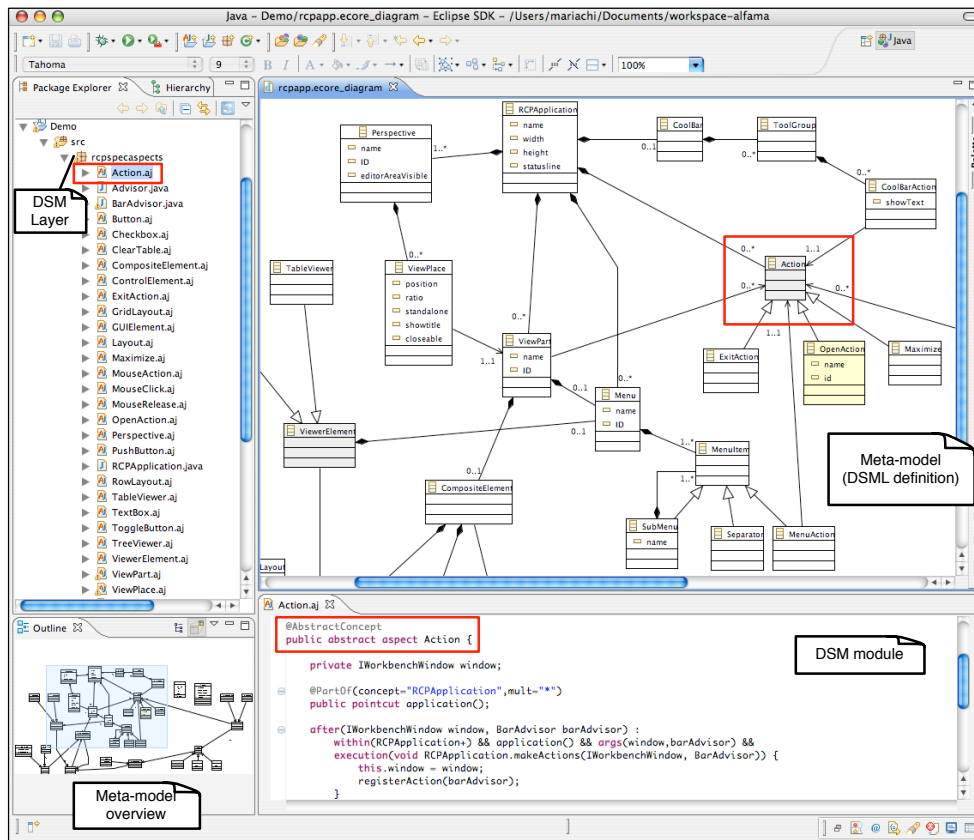 Java - Demo/rcpapp.ecore_diagram - Eclipse SDK - /Users/mariachi/Documents/workspace-alfama
Java
Tahoma
9
B I A
100%
Package Explorer
Hierarchy
Demo
src
rcpspecaspects
Action.aj
Advisor.java
BarAdvisor.java
Button.aj
Checkbox.aj
ClearTable.aj
CompositeElement.aj
ControlElement.aj
ExitAction.aj
GridLayout.aj
GUIElement.aj
Layout.aj
Maximize.aj
MouseAction.aj
MouseClick.aj
MouseRelease.aj
OpenAction.aj
Perspective.aj
PushButton.aj
RCPApplication.java
RowLayout.aj
TableViewer.aj
TextBox.aj
ToggleButton.aj
TreeViewer.aj
ViewerElement.aj
ViewPart.aj
ViewPlace.aj
DSM
Layer
rcpapp.ecore_diagram
Perspective
name
ID
editorAreaVisible
1..*
RCPApplication
name
width
height
statusline
CoolBar
0..1
ToolGroup
0..*
0..*
CoolBarAction
showText
TableViewer
0..*
ViewPlace
position
ratio
standalone
showtitle
closeable
1..1
0..*
1..1
Action
0..*
0..*
1..1
0..*
ViewPart
name
ID
ExitAction
OpenAction
name
id
Maximize
0..1
0..*
Menu
name
ID
0..1
ViewerElement
1..*
MenuItem
1..*
0..1
CompositeElement
SubMenu
name
Separator
MenuAction
Layout
Meta-model
(DSML definition)
Outline
Meta-model
overview
Action.aj
@AbstractConcept
public abstract aspect Action {
private IWorkbenchWindow window;
@PartOf(concept="RCPApplication",mult="*")
public pointcut application();
after(IWorkbenchWindow window, BarAdvisor barAdvisor) :
within(RCPApplication+) && application() && args(window,barAdvisor) &&
execution(void RCPApplication.makeActions(IWorkbenchWindow, BarAdvisor)) {
this.window = window;
registerAction(barAdvisor);
}
DSM module